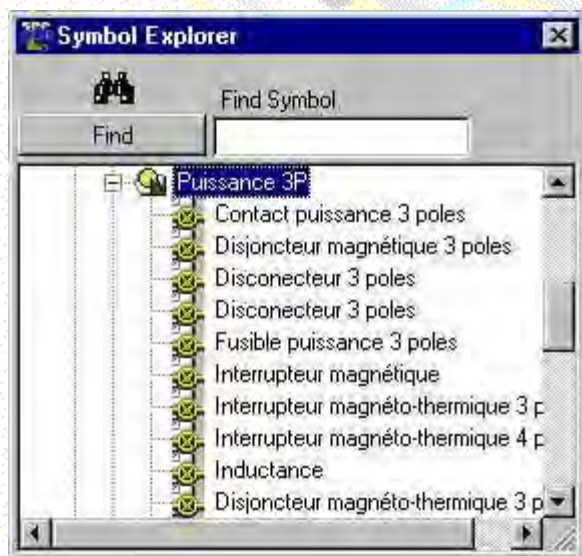 Symbol Explorer
Find Symbol
Find
Puissance 3P
Contact puissance 3 poles
Disjoncteur magnétique 3 poles
Disconecteur 3 poles
Disconecteur 3 poles
Fusible puissance 3 poles
Interrupteur magnétique
Interrupteur magnéto-thermique 3 p
Interrupteur magnéto-thermique 4 p
Inductance
Disjoncteur magnéto-thermique 3 p